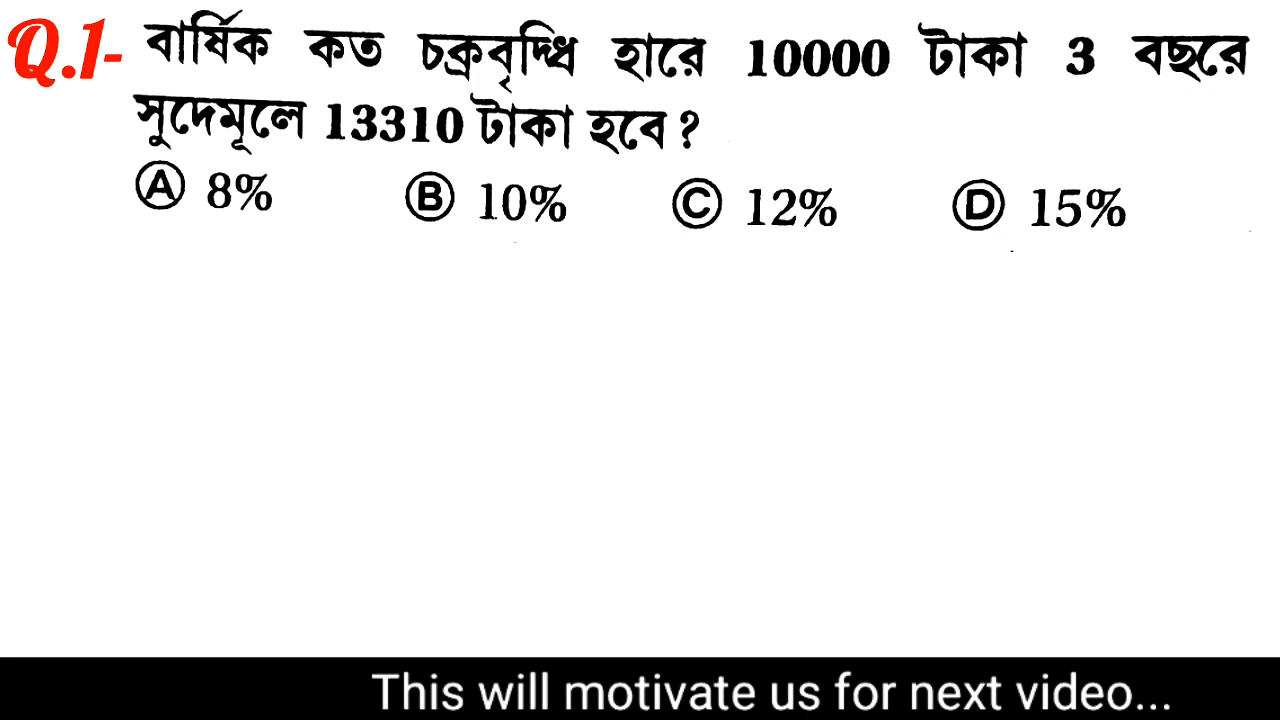 Q.1- বার্ষিক কত চক্রবৃদ্ধি হারে 10000 টাকা 3 বছরে
সুদেমূলে 13310 টাকা হবে?
Ⓐ 8% Ⓑ 10% Ⓒ 12% Ⓓ 15%
This will motivate us for next video...